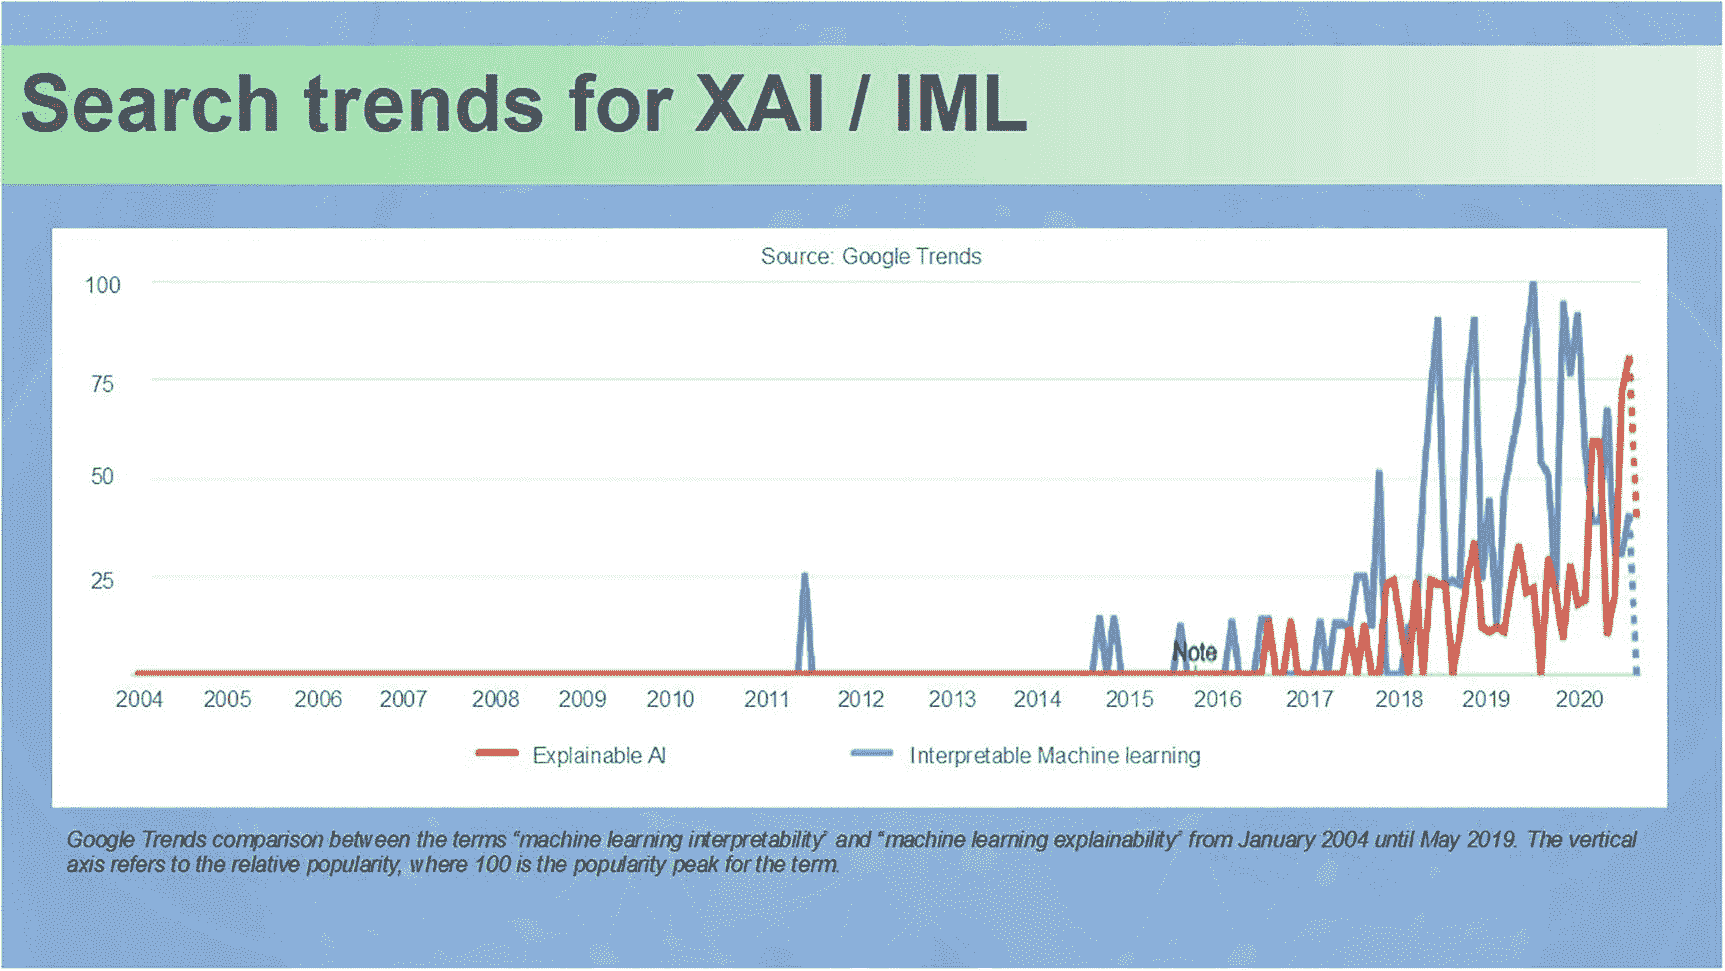 Search trends for XAI / IML
Source: Google Trends
100
75
50
25
Note
2004 2005 2006 2007 2008 2009 2010 2011 2012 2013 2014 2015 2016 2017 2018 2019 2020
Explainable AI Interpretable Machine learning
Google Trends comparison between the terms “machine learning interpretability” and “machine learning explainability” from January 2004 until May 2019. The vertical
axis refers to the relative popularity, where 100 is the popularity peak for the term.